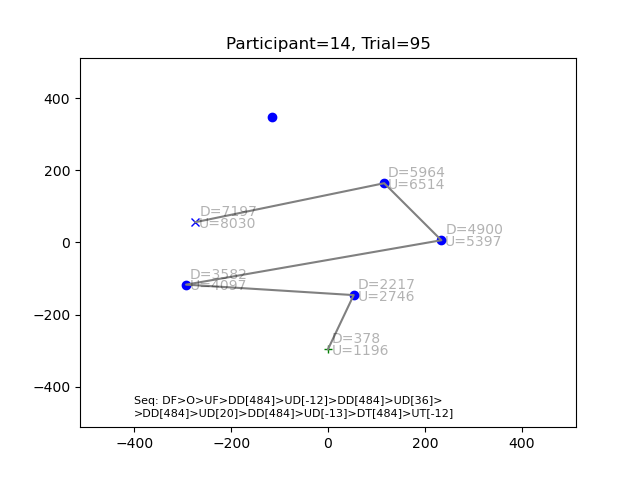 Participant=14, Trial=95
400
200
0
−200
−400
D=5964
U=6514
D=7197
U=8030
D=4900
U=5397
D=3582
U=4097
D=2217
U=2746
D=378
U=1196
Seq: DF>O>UF>DD[484]>UD[-12]>DD[484]>UD[36]>
>DD[484]>UD[20]>DD[484]>UD[-13]>DT[484]>UT[-12]
−400 −200 0 200 400